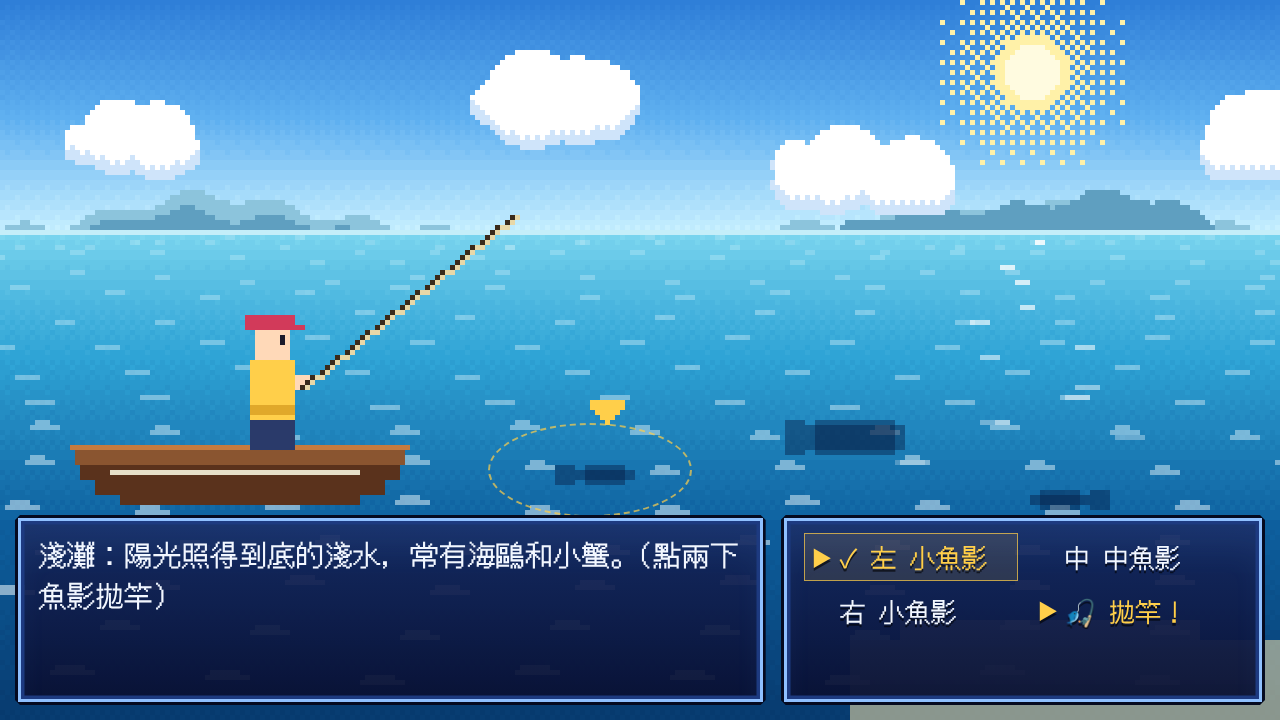 淺灘：陽光照得到底的淺水，常有海鷗和小蟹。（點兩下
魚影拋竿）
▶✓ 左 小魚影
中 中魚影
右 小魚影
▶🎣 拋竿！